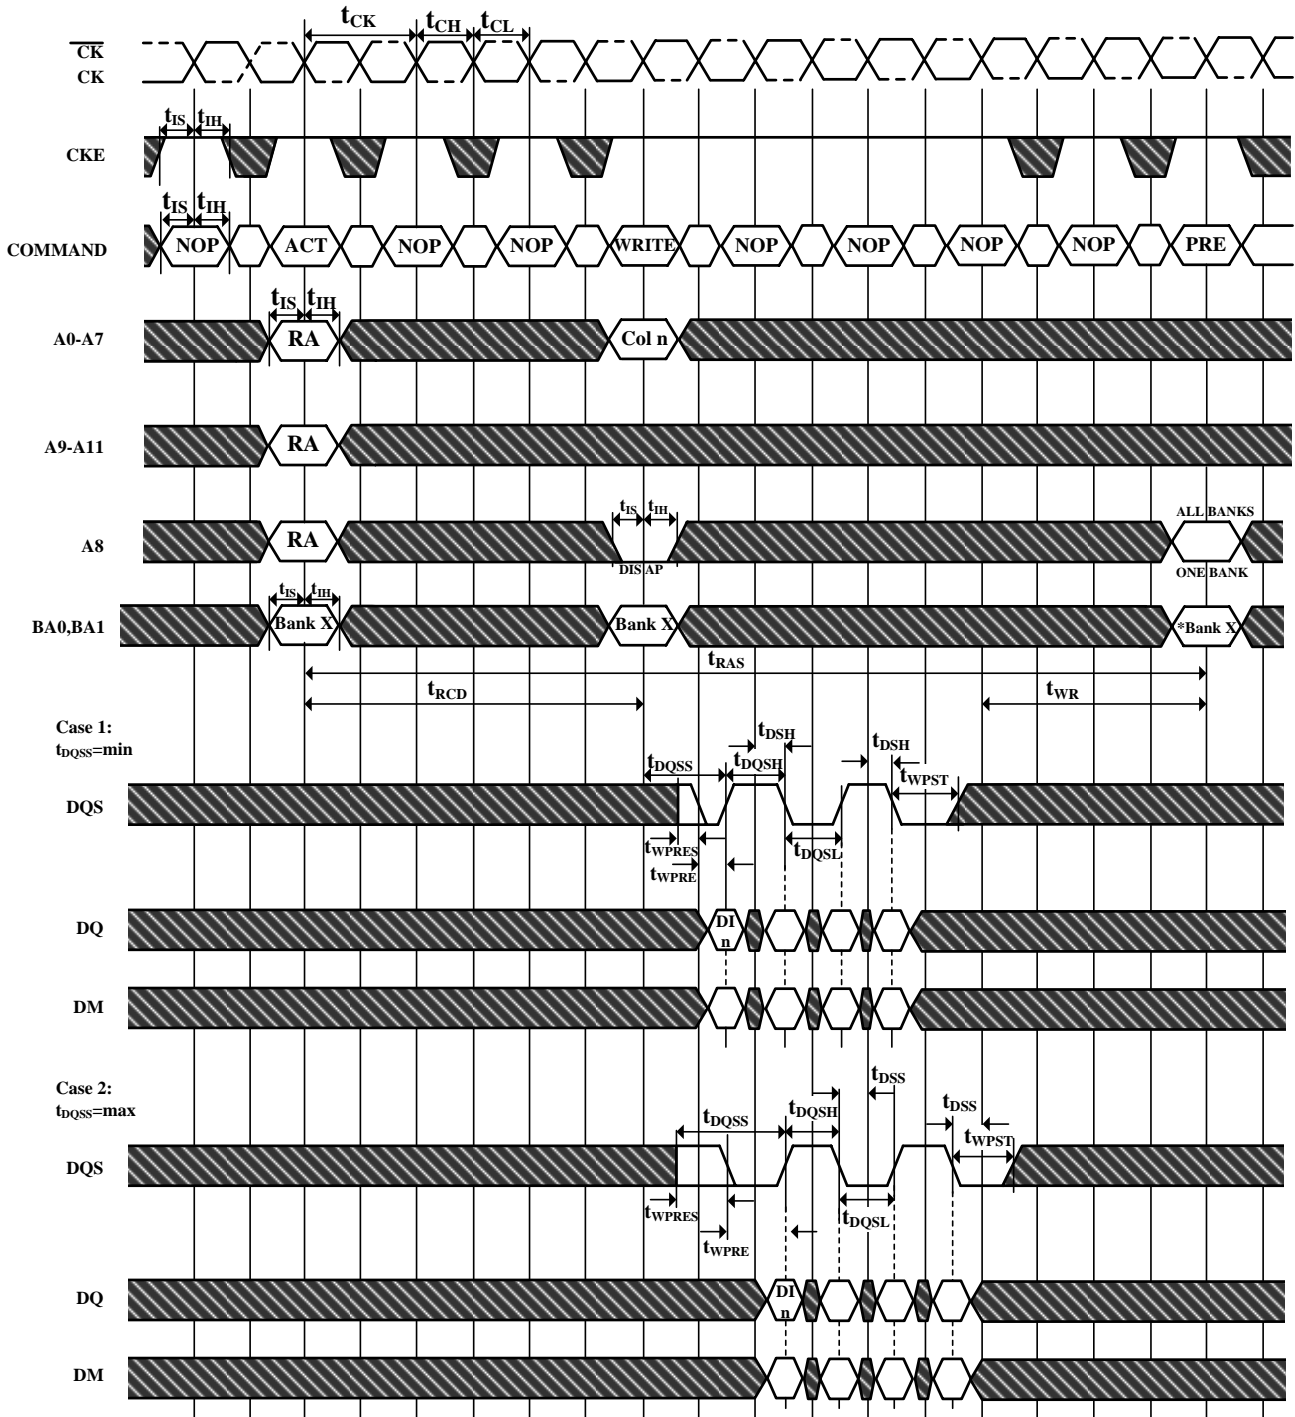 tCK tCH tCL
CK
CK
tIS tIH
CKE
tIS tIH
COMMAND NOP ACT NOP NOP WRITE NOP NOP NOP NOP PRE
tIS tIH
A0-A7 RA Col n
A9-A11 RA
tIS tIH ALL BANKS
A8 RA
DIS AP ONE BANK
tIS tIH
BA0,BA1 Bank X Bank X *Bank X
tRAS
tRCD tWR
Case 1:
tDQSS=min
tDSH tDSH
tDQSS tDQSH tWPST
DQS
tWPRES tDQSL
tWPRE
DQ DI
n
DM
Case 2:
tDQSS=max
tDSS tDSS
tDQSS tDQSH tWPST
DQS
tWPRES tDQSL
tWPRE
DQ DI
n
DM